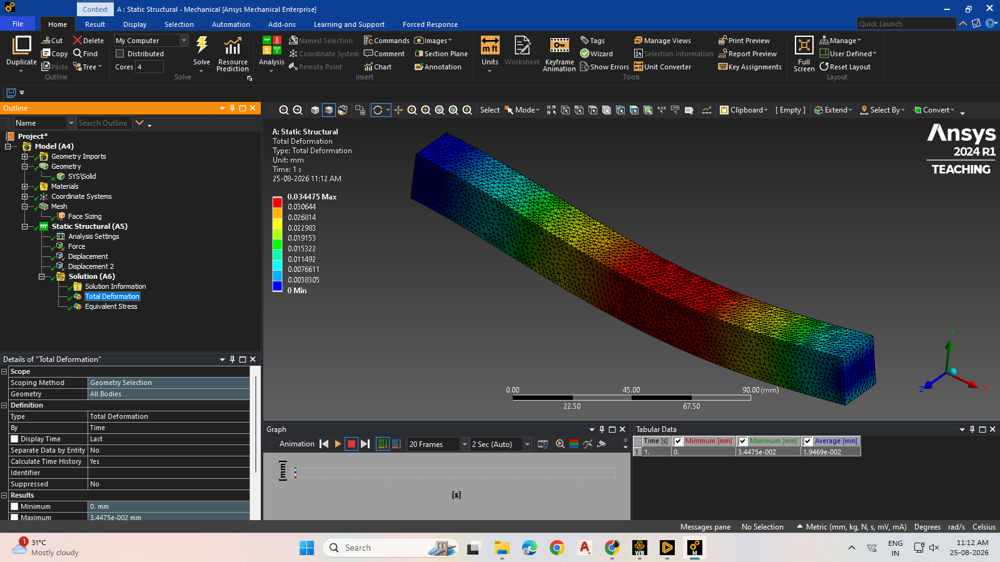 Context
A : Static Structural - Mechanical [Ansys Mechanical Enterprise]
File Home Result Display Selection Automation Add-ons Learning and Support Forced Response
Quick Launch
Duplicate
Cut
Copy
Paste
Delete
Find
Tree
Outline
My Computer
Distributed
Cores 4
Solve
Resource Prediction
Solve
Analysis
Named Selection
Coordinate System
Remote Point
Commands
Comment
Chart
Images
Section Plane
Annotation
Insert
Units
Worksheet
Keyframe Animation
Tags
Wizard
Show Errors
Manage Views
Selection Information
Unit Converter
Print Preview
Report Preview
Key Assignments
Tools
Full Screen
Manage
User Defined
Reset Layout
Layout
Outline
Name
Search Outline
Select Mode
Clipboard [ Empty ] Extend Select By Convert
Project*
Model (A4)
Geometry Imports
Geometry
SYS\Solid
Materials
Coordinate Systems
Mesh
Face Sizing
Static Structural (A5)
Analysis Settings
Force
Displacement
Displacement 2
Solution (A6)
Solution Information
Total Deformation
Equivalent Stress
A: Static Structural
Total Deformation
Type: Total Deformation
Unit: mm
Time: 1 s
25-08-2026 11:12 AM
0.034475 Max
0.030644
0.026814
0.022983
0.019153
0.015322
0.011492
0.0076611
0.0038305
0 Min
Ansys
2024 R1
TEACHING
0.00 45.00 90.00 (mm)
22.50 67.50
Y
X
Z
Details of "Total Deformation"
Scope
Scoping Method Geometry Selection
Geometry All Bodies
Definition
Type Total Deformation
By Time
Display Time Last
Separate Data by Entity No
Calculate Time History Yes
Identifier
Suppressed No
Results
Minimum 0. mm
Maximum 3.4475e-002 mm
Graph
Animation 20 Frames 2 Sec (Auto)
[mm]
[s]
Tabular Data
Time [s] Minimum [mm] Maximum [mm] Average [mm]
1 1. 0. 3.4475e-002 1.9469e-002
Messages pane No Selection Metric (mm, kg, N, s, mV, mA) Degrees rad/s Celsius
1
31°C
Mostly cloudy
Search
WB
M
ENG
IN
11:12 AM
25-08-2026